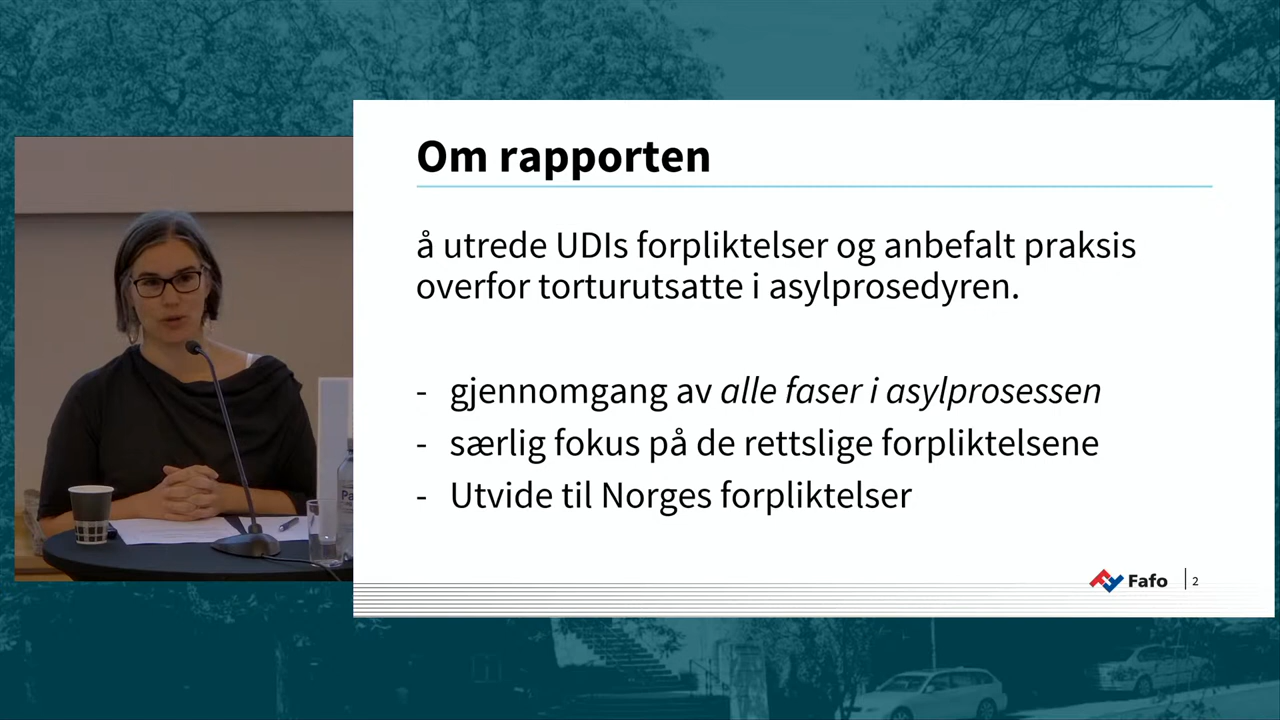 Om rapporten
å utrede UDIs forpliktelser og anbefalt praksis
overfor torturutsatte i asylprosedyren.
- gjennomgang av alle faser i asylprosessen
- særlig fokus på de rettslige forpliktelsene
- Utvide til Norges forpliktelser
Fafo
2